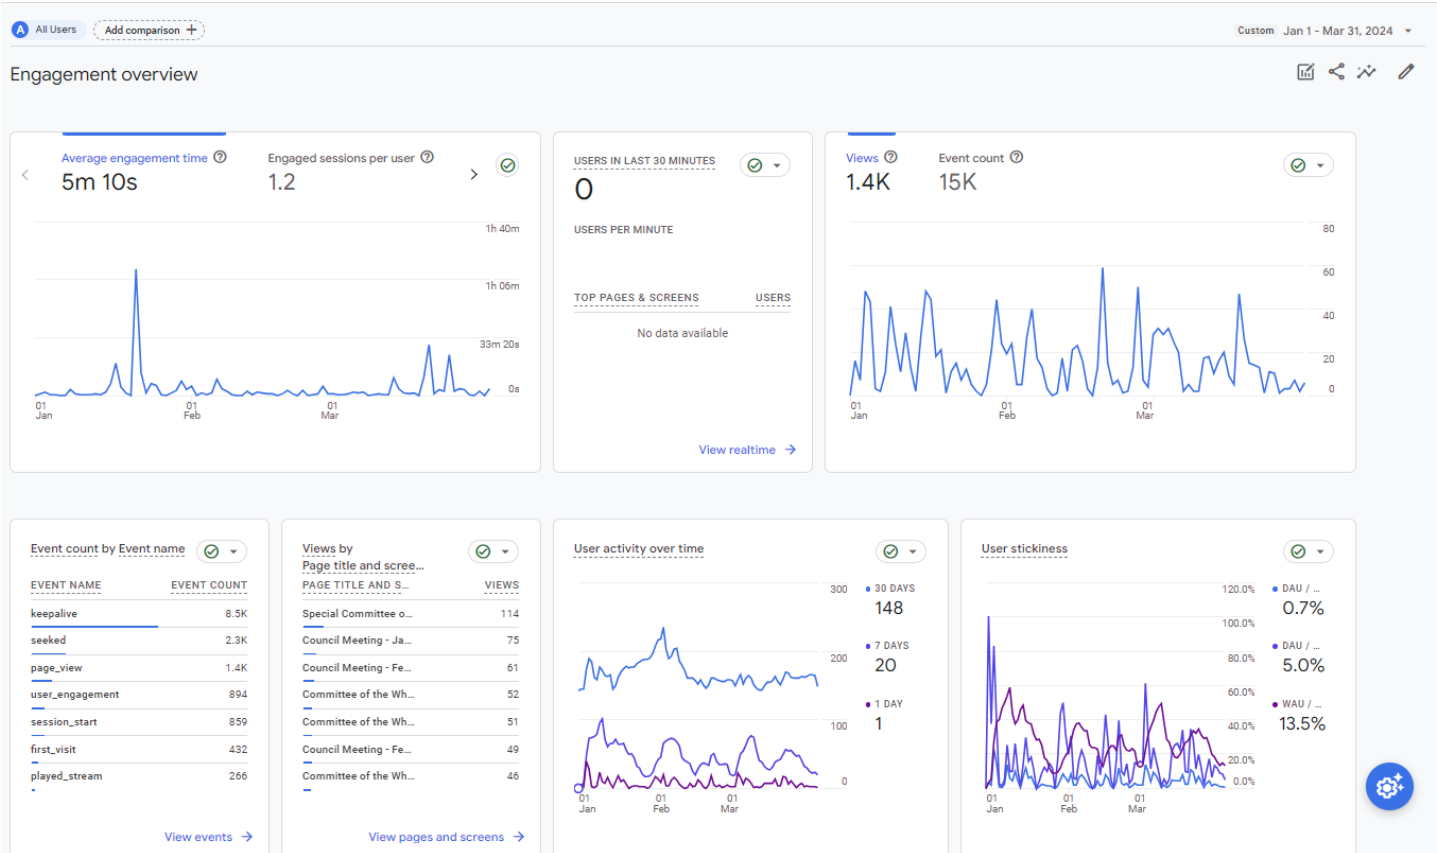 A All Users Add comparison + Custom Jan 1 - Mar 31, 2024
Engagement overview
Average engagement time
5m 10s
Engaged sessions per user
1.2
1h 40m
1h 06m
33m 20s
0s
01 Jan
01 Feb
01 Mar
USERS IN LAST 30 MINUTES
0
USERS PER MINUTE
TOP PAGES & SCREENS USERS
No data available
View realtime
Views
1.4K
Event count
15K
80
60
40
20
0
01 Jan
01 Feb
01 Mar
Event count by Event name
EVENT NAME EVENT COUNT
keepalive 8.5K
seeked 2.3K
page_view 1.4K
user_engagement 894
session_start 859
first_visit 432
played_stream 266
View events
Views by
Page title and scree...
PAGE TITLE AND S... VIEWS
Special Committee o... 114
Council Meeting - Ja... 75
Council Meeting - Fe... 61
Committee of the Wh... 52
Committee of the Wh... 51
Council Meeting - Fe... 49
Committee of the Wh... 46
View pages and screens
User activity over time
300
200
100
0
01 Jan
01 Feb
01 Mar
30 DAYS
148
7 DAYS
20
1 DAY
1
User stickiness
120.0%
100.0%
80.0%
60.0%
40.0%
20.0%
0.0%
01 Jan
01 Feb
01 Mar
DAU / ...
0.7%
DAU / ...
5.0%
WAU / ...
13.5%